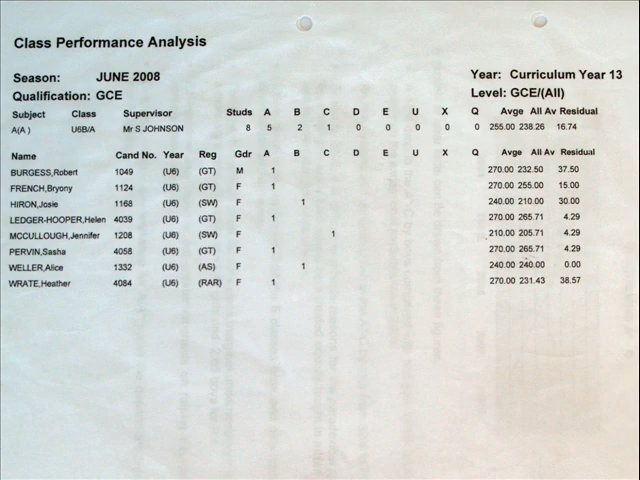 Class Performance Analysis
Season: JUNE 2008 Year: Curriculum Year 13
Qualification: GCE Level: GCE/(All)
Subject Class Supervisor Studs A B C D E U X Q Avge All Av Residual
A(A ) U6B/A Mr S JOHNSON 8 5 2 1 0 0 0 0 0 255.00 238.26 16.74
Name Cand No. Year Reg Gdr A B C D E U X Q Avge All Av Residual
BURGESS,Robert 1049 (U6) (GT) M 1 270.00 232.50 37.50
FRENCH,Bryony 1124 (U6) (GT) F 1 270.00 255.00 15.00
HIRON,Josie 1168 (U6) (SW) F 1 240.00 210.00 30.00
LEDGER-HOOPER,Helen 4039 (U6) (GT) F 1 270.00 265.71 4.29
MCCULLOUGH,Jennifer 1208 (U6) (SW) F 1 210.00 205.71 4.29
PERVIN,Sasha 4058 (U6) (GT) F 1 270.00 265.71 4.29
WELLER,Alice 1332 (U6) (AS) F 1 240.00 240.00 0.00
WRATE,Heather 4084 (U6) (RAR) F 1 270.00 231.43 38.57